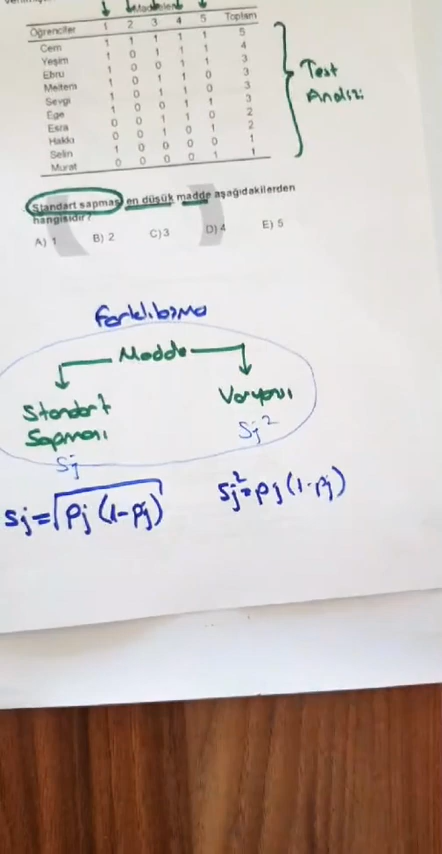 Öğrenciler 1 2 3 4 5 Toplam
Cem 1 1 1 1 1 5
Yeşim 1 0 1 1 1 4
Ebru 1 0 0 1 1 3
Meltem 1 0 1 1 0 3
Sevgi 1 0 1 1 0 3
Ege 1 0 0 1 1 3
Esra 0 0 1 1 0 2
Hakkı 0 0 1 0 1 2
Selin 1 0 0 0 0 1
Murat 0 0 0 0 1 1
Test
Analizi
Standart sapması en düşük madde aşağıdakilerden
hangisidir?
A) 1 B) 2 C) 3 D) 4 E) 5
Farklılaşma
Madde
Standart
Sapması
Sj
Varyansı
Sj²
Sj=√Pj(1-Pj)
Sj²=Pj(1-Pj)